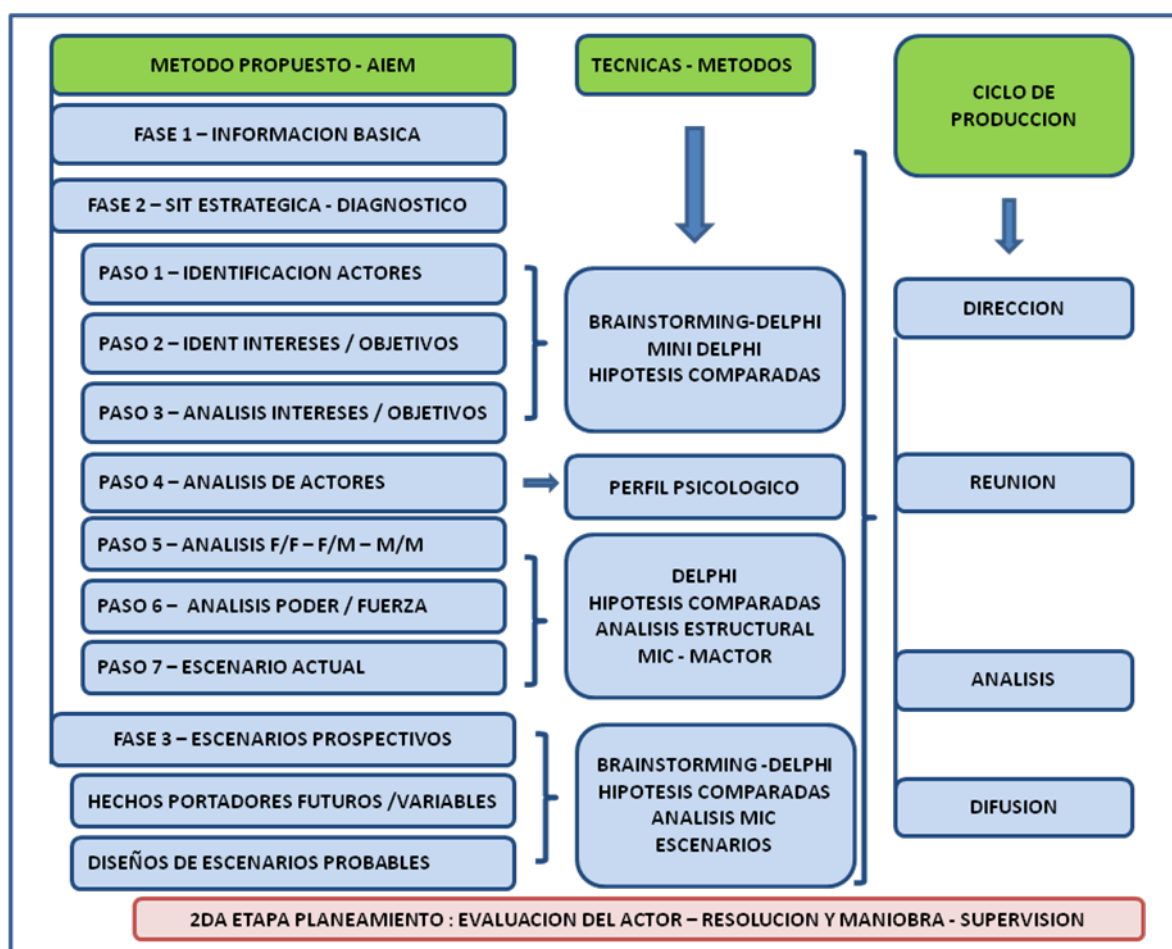 METODO PROPUESTO - AIEM
FASE 1 – INFORMACION BASICA
FASE 2 – SIT ESTRATEGICA - DIAGNOSTICO
PASO 1 – IDENTIFICACION ACTORES
PASO 2 – IDENT INTERESES / OBJETIVOS
PASO 3 – ANALISIS INTERESES / OBJETIVOS
PASO 4 – ANALISIS DE ACTORES
PASO 5 – ANALISIS F/F – F/M – M/M
PASO 6 – ANALISIS PODER / FUERZA
PASO 7 – ESCENARIO ACTUAL
FASE 3 – ESCENARIOS PROSPECTIVOS
HECHOS PORTADORES FUTUROS /VARIABLES
DISEÑOS DE ESCENARIOS PROBABLES
TECNICAS - METODOS
BRAINSTORMING-DELPHI
MINI DELPHI
HIPOTESIS COMPARADAS
PERFIL PSICOLOGICO
DELPHI
HIPOTESIS COMPARADAS
ANALISIS ESTRUCTURAL
MIC - MACTOR
BRAINSTORMING -DELPHI
HIPOTESIS COMPARADAS
ANALISIS MIC
ESCENARIOS
CICLO DE
PRODUCCION
DIRECCION
REUNION
ANALISIS
DIFUSION
2DA ETAPA PLANEAMIENTO : EVALUACION DEL ACTOR – RESOLUCION Y MANIOBRA - SUPERVISION